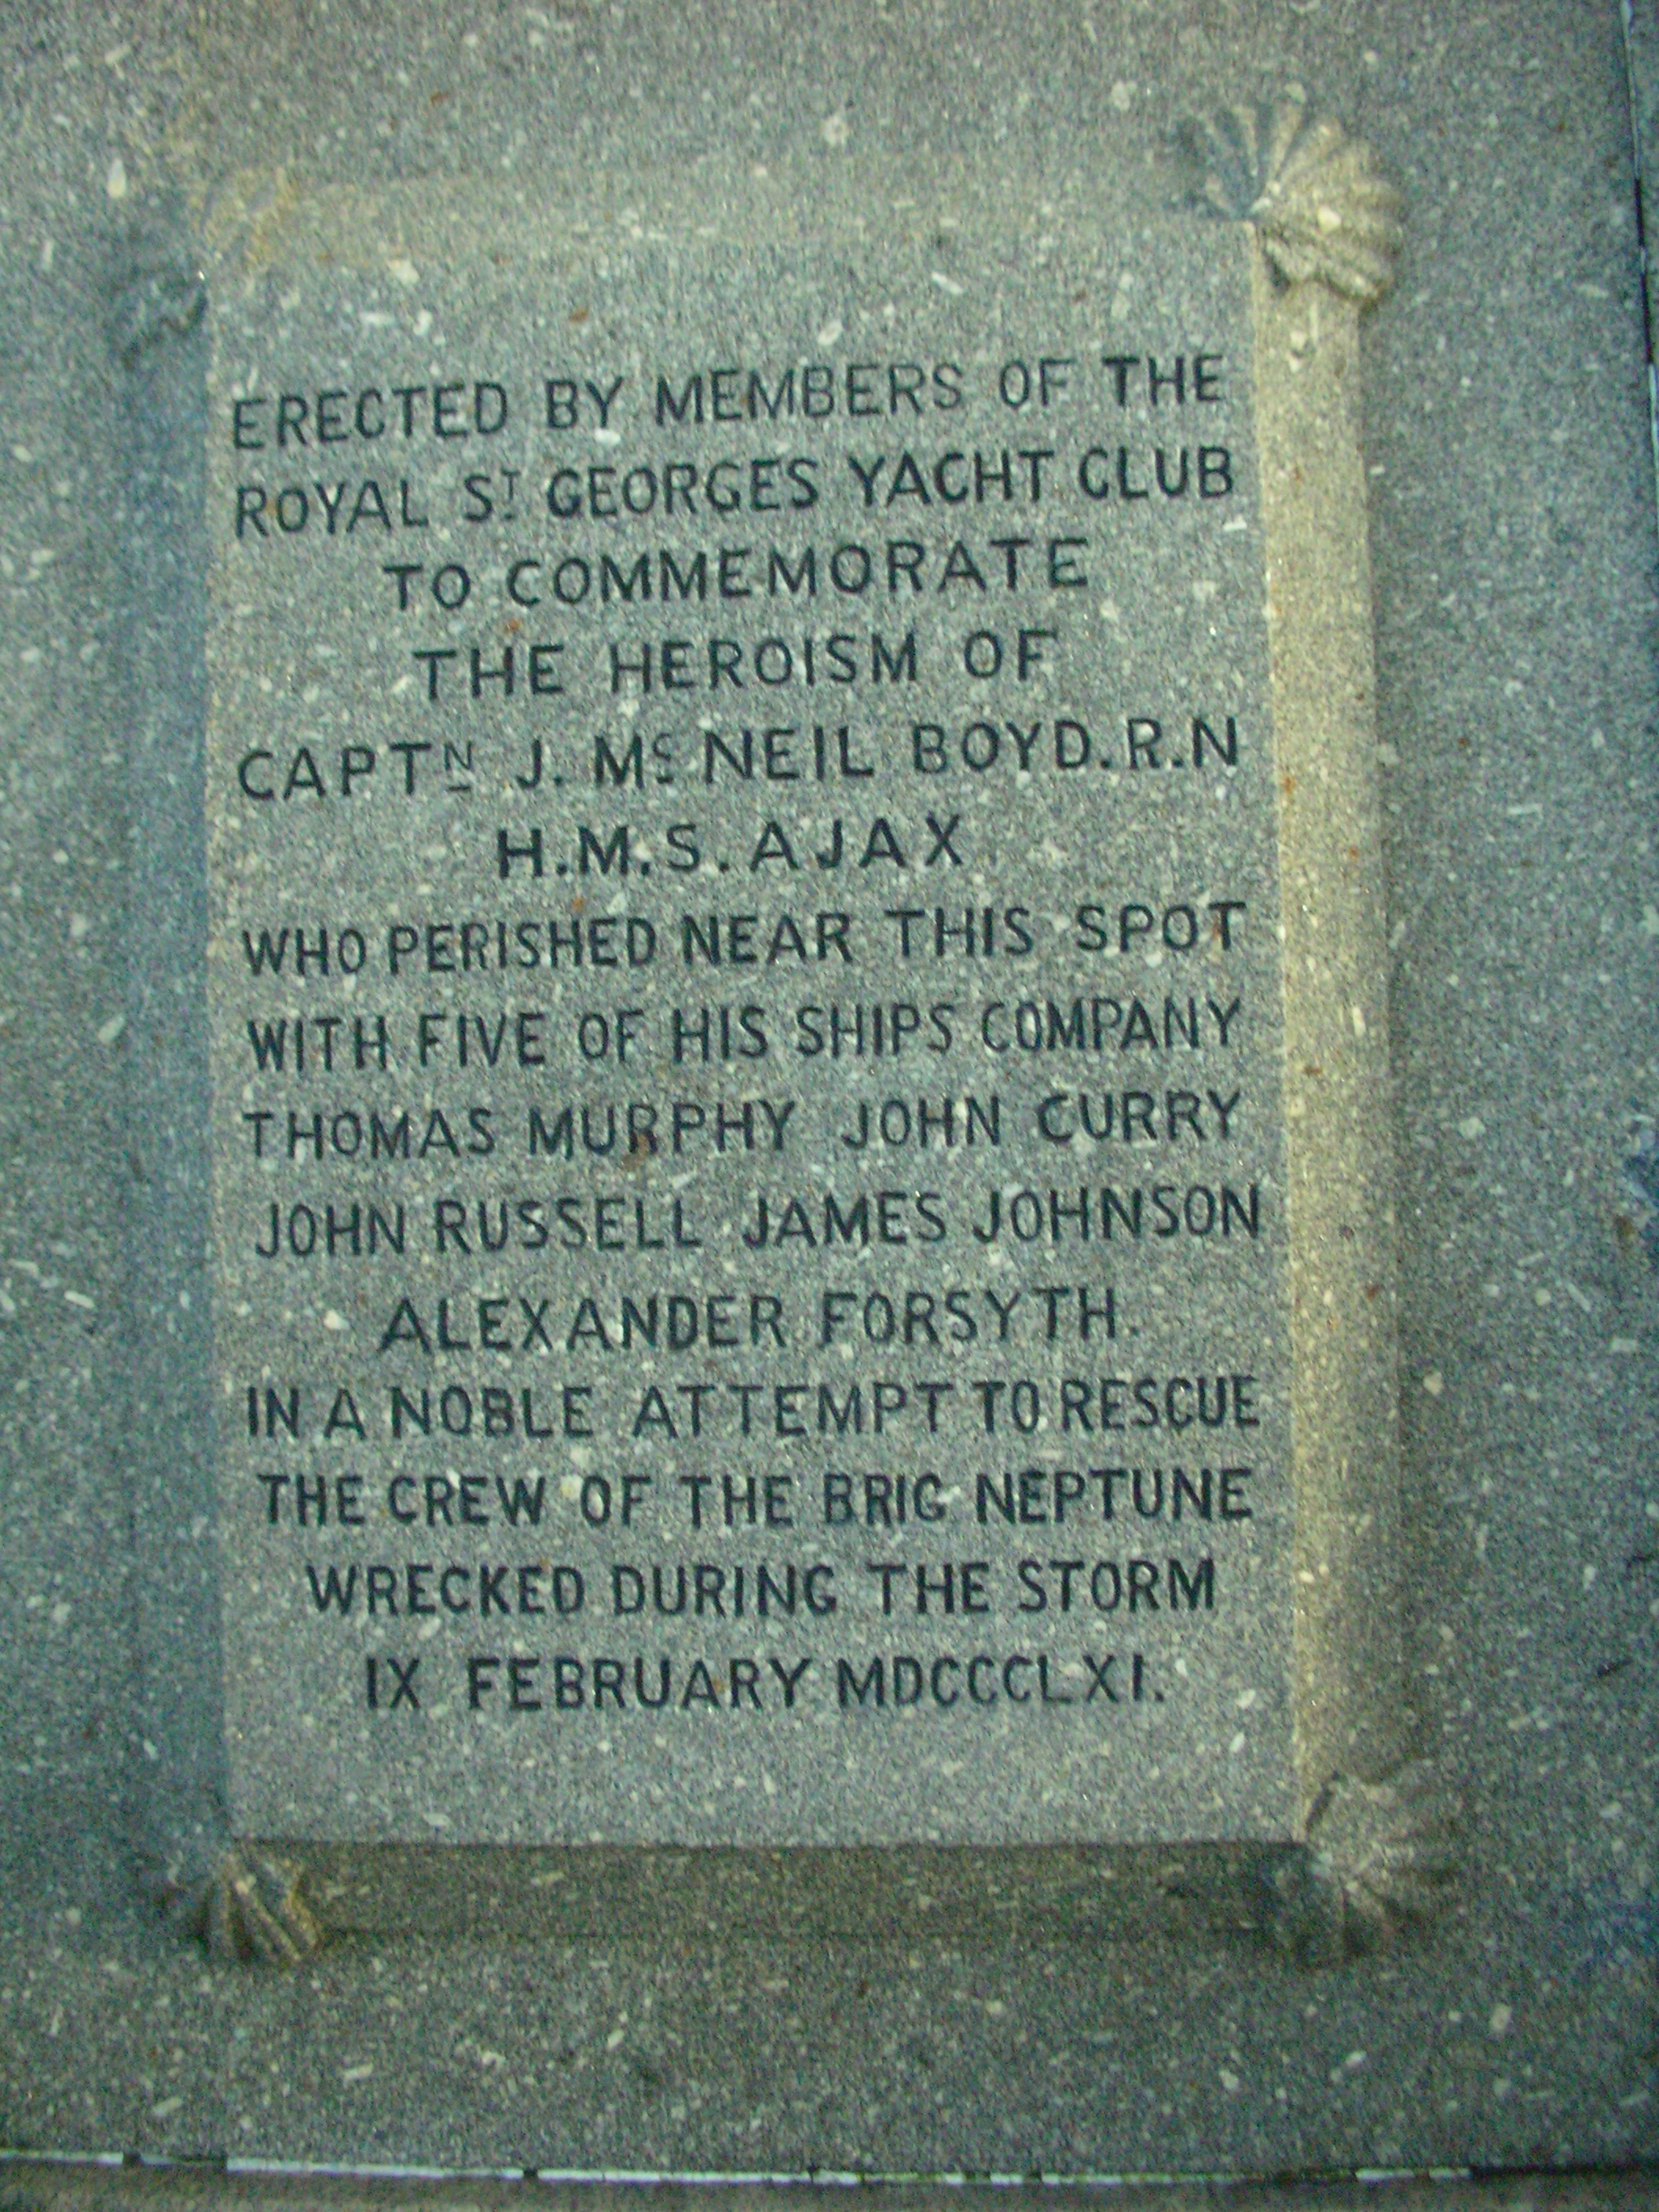 ERECTED BY MEMBERS OF THE
ROYAL ST GEORGES YACHT CLUB
TO COMMEMORATE
THE HEROISM OF
CAPTN J. Mc NEIL BOYD.R.N
H.M.S. AJAX
WHO PERISHED NEAR THIS SPOT
WITH FIVE OF HIS SHIPS COMPANY
THOMAS MURPHY JOHN CURRY
JOHN RUSSELL JAMES JOHNSON
ALEXANDER FORSYTH.
IN A NOBLE ATTEMPT TO RESCUE
THE CREW OF THE BRIG NEPTUNE
WRECKED DURING THE STORM
IX FEBRUARY MDCCCLXI.